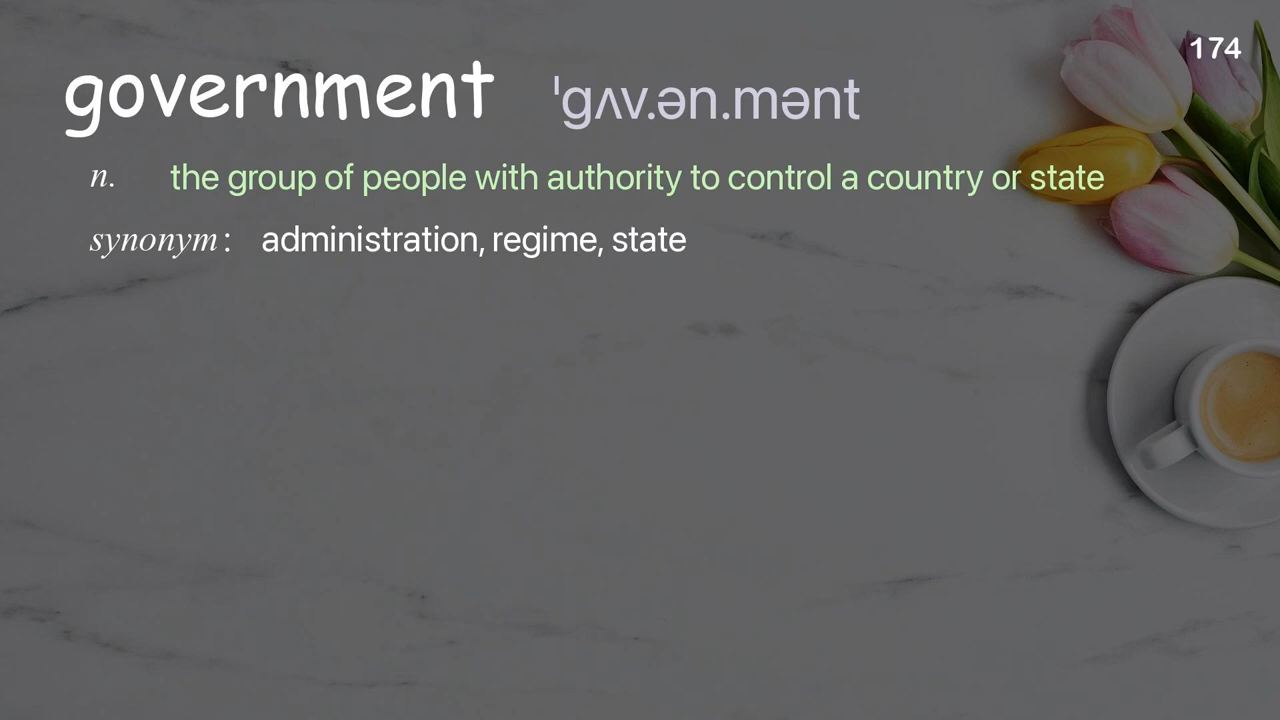 174
government ˈgʌv.ən.mənt
n. the group of people with authority to control a country or state
synonym: administration, regime, state